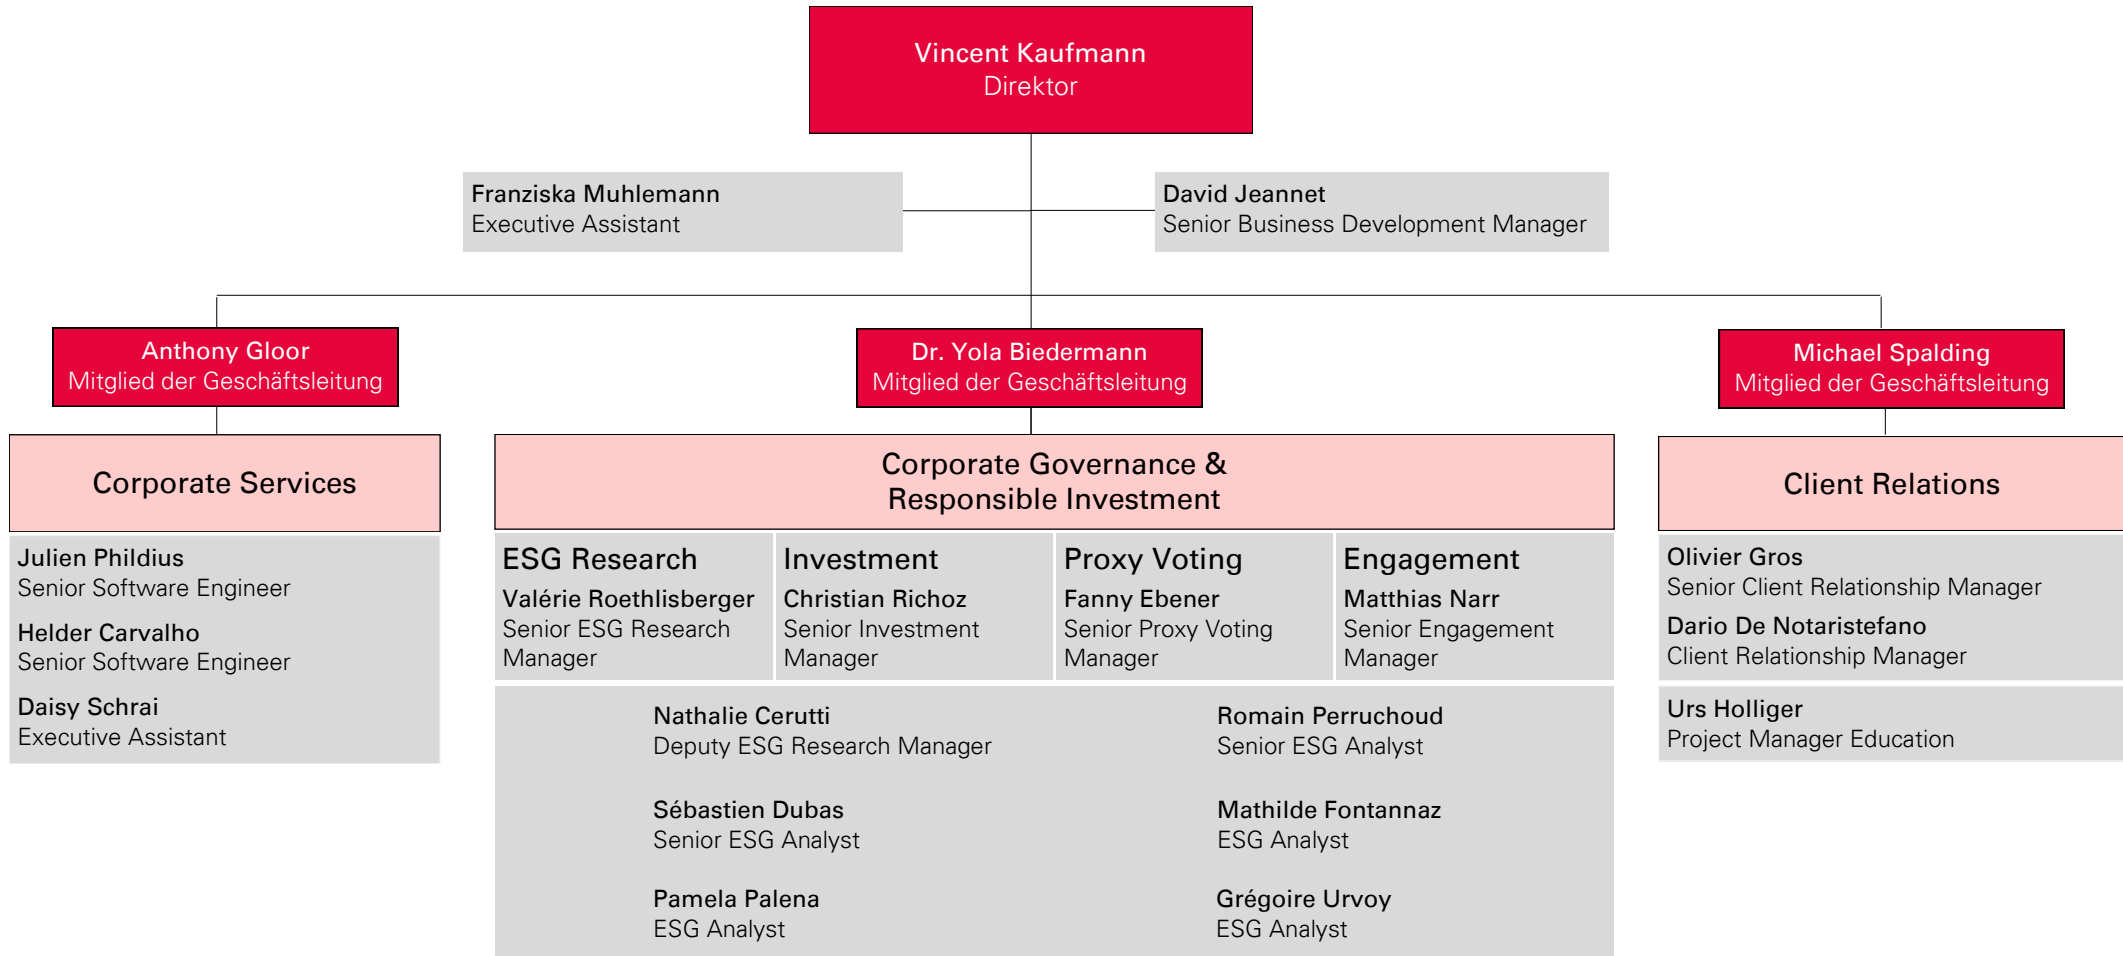 Vincent Kaufmann
Direktor
Franziska Muhlemann
Executive Assistant
David Jeannet
Senior Business Development Manager
Anthony Gloor
Mitglied der Geschäftsleitung
Dr. Yola Biedermann
Mitglied der Geschäftsleitung
Michael Spalding
Mitglied der Geschäftsleitung
Corporate Services
Julien Phildius
Senior Software Engineer
Helder Carvalho
Senior Software Engineer
Daisy Schrai
Executive Assistant
Corporate Governance &
Responsible Investment
ESG Research
Valérie Roethlisberger
Senior ESG Research
Manager
Investment
Christian Richoz
Senior Investment
Manager
Proxy Voting
Fanny Ebener
Senior Proxy Voting
Manager
Engagement
Matthias Narr
Senior Engagement
Manager
Nathalie Cerutti
Deputy ESG Research Manager
Romain Perruchoud
Senior ESG Analyst
Sébastien Dubas
Senior ESG Analyst
Mathilde Fontannaz
ESG Analyst
Pamela Palena
ESG Analyst
Grégoire Urvoy
ESG Analyst
Client Relations
Olivier Gros
Senior Client Relationship Manager
Dario De Notaristefano
Client Relationship Manager
Urs Holliger
Project Manager Education